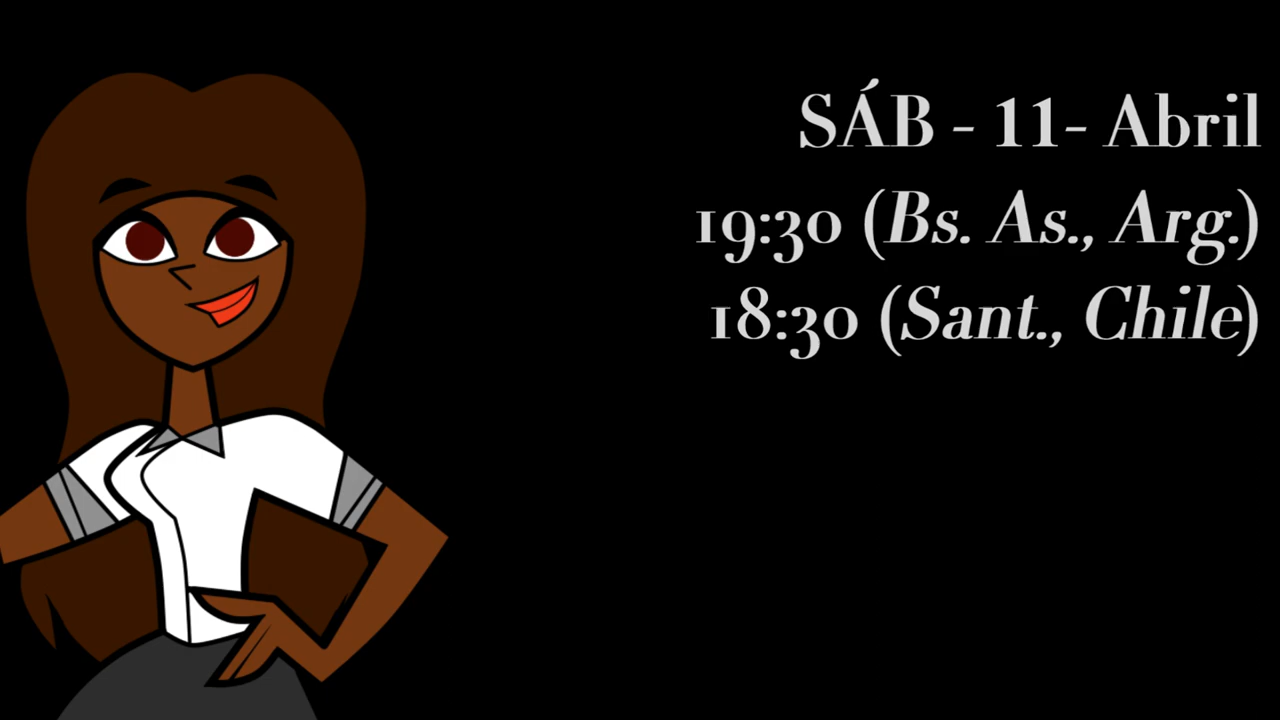 SÁB - 11- Abril
19:30 (Bs. As., Arg.)
18:30 (Sant., Chile)